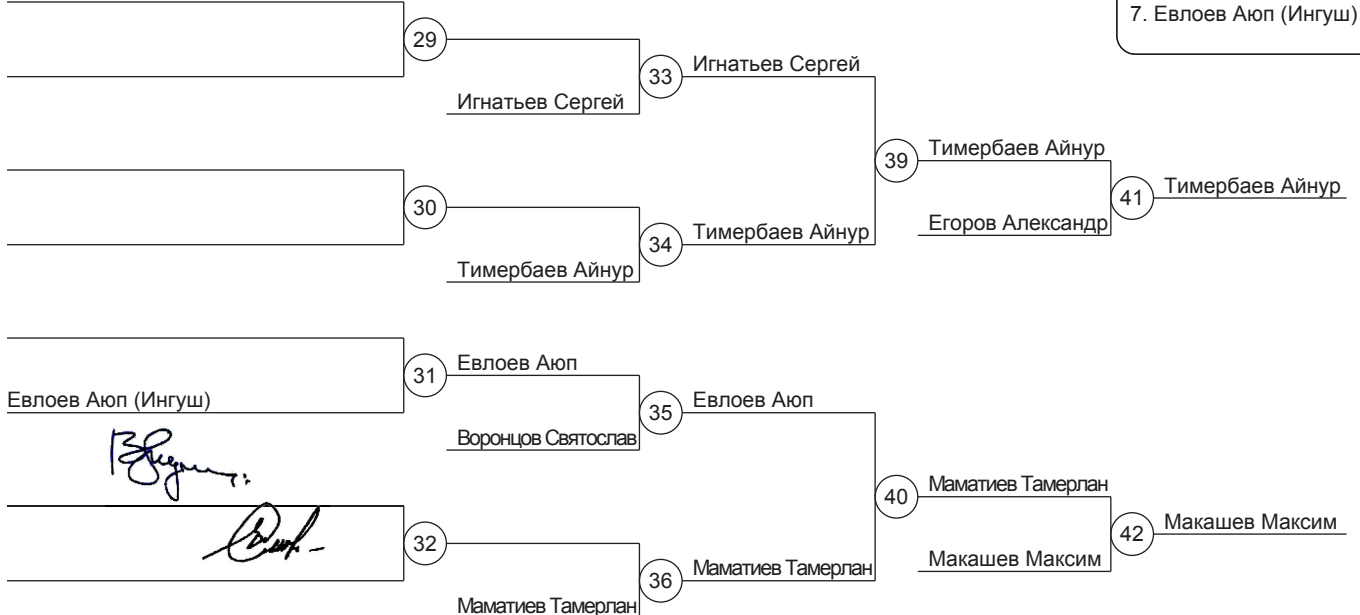 7. Евлоев Аюп (Ингуш)
29
33
Игнатьев Сергей
Игнатьев Сергей
39
Тимербаев Айнур
41
Тимербаев Айнур
30
34
Тимербаев Айнур
Егоров Александр
Тимербаев Айнур
31
Евлоев Аюп
Евлоев Аюп (Ингуш)
35
Евлоев Аюп
Воронцов Святослав
40
Маматиев Тамерлан
42
Макашев Максим
32
36
Маматиев Тамерлан
Макашев Максим
Маматиев Тамерлан